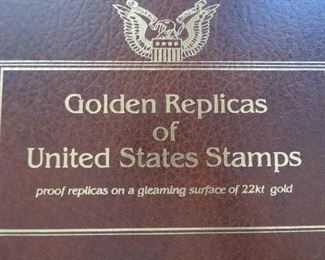 Golden Replicas
of
United States Stamps
proof replicas on a gleaming surface of 22kt gold